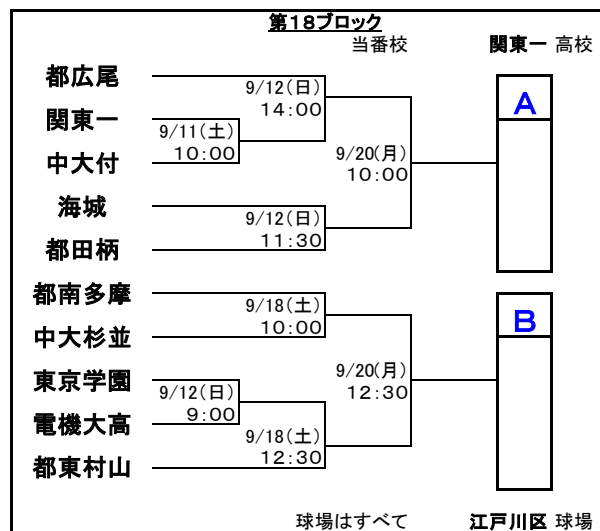 第18ブロック
当番校 関東一 高校
都広尾
9/12(日)
14:00
A
関東一
9/11(土)
10:00
中大付
9/20(月)
10:00
海城
9/12(日)
11:30
都田柄
都南多摩
9/18(土)
10:00
B
中大杉並
9/20(月)
12:30
東京学園
9/12(日)
9:00
電機大高
9/18(土)
12:30
都東村山
球場はすべて 江戸川区 球場